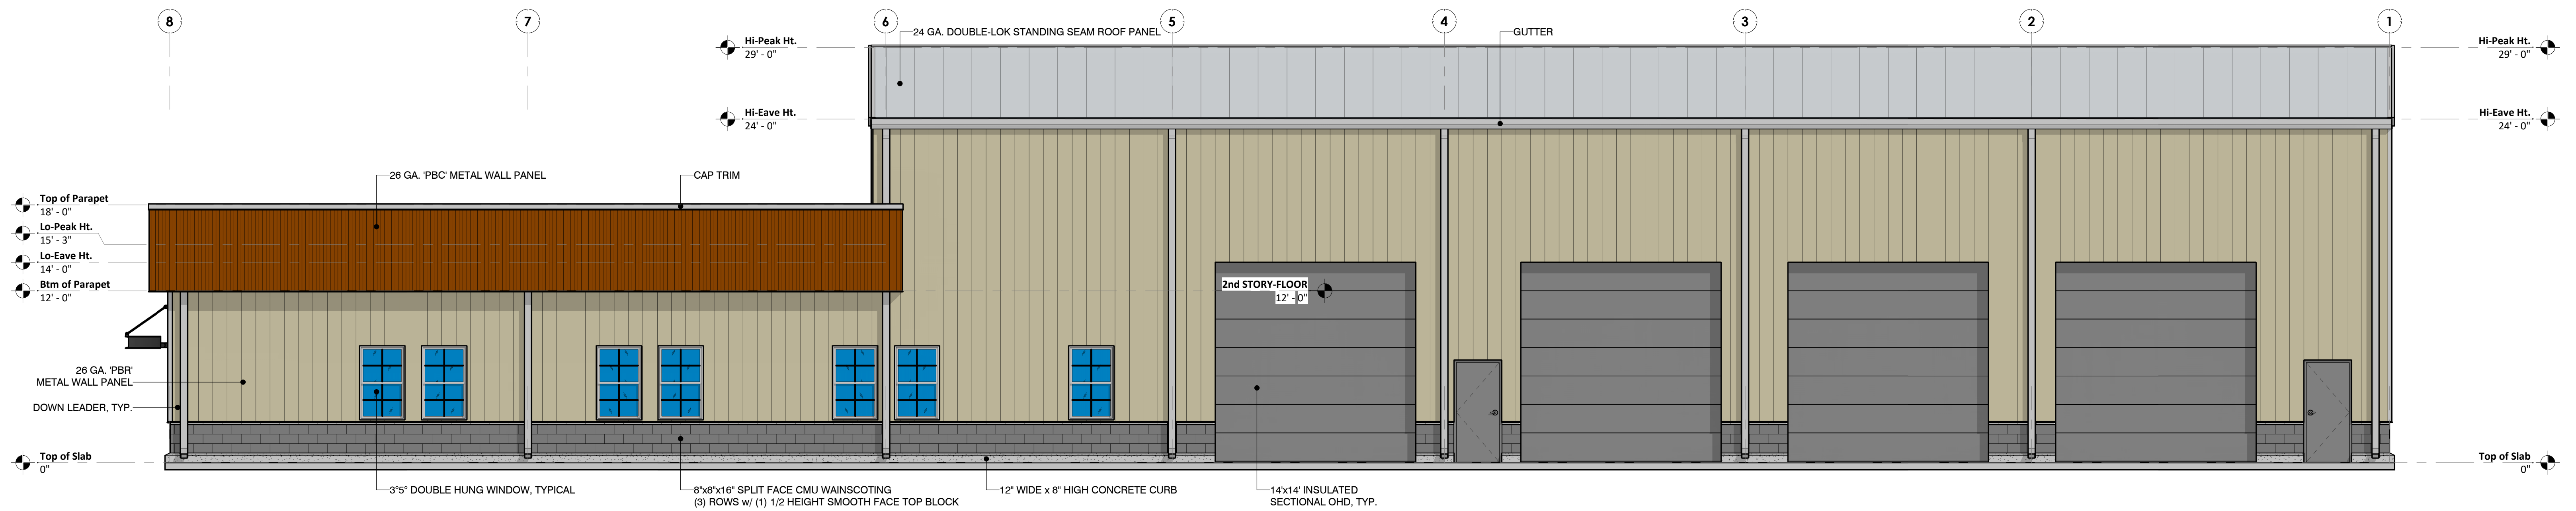 8
7
6
5
4
3
2
1
24 GA. DOUBLE-LOK STANDING SEAM ROOF PANEL
GUTTER
Hi-Peak Ht.
29' - 0"
Hi-Peak Ht.
29' - 0"
Hi-Eave Ht.
24' - 0"
Hi-Eave Ht.
24' - 0"
26 GA. 'PBC' METAL WALL PANEL
CAP TRIM
Top of Parapet
18' - 0"
Lo-Peak Ht.
15' - 3"
Lo-Eave Ht.
14' - 0"
Btm of Parapet
12' - 0"
2nd STORY-FLOOR
12' - 0"
26 GA. 'PBR'
METAL WALL PANEL
DOWN LEADER, TYP.
Top of Slab
0"
Top of Slab
0"
3°5° DOUBLE HUNG WINDOW, TYPICAL
8"x8"x16" SPLIT FACE CMU WAINSCOTING
(3) ROWS w/ (1) 1/2 HEIGHT SMOOTH FACE TOP BLOCK
12" WIDE x 8" HIGH CONCRETE CURB
14'x14' INSULATED
SECTIONAL OHD, TYP.